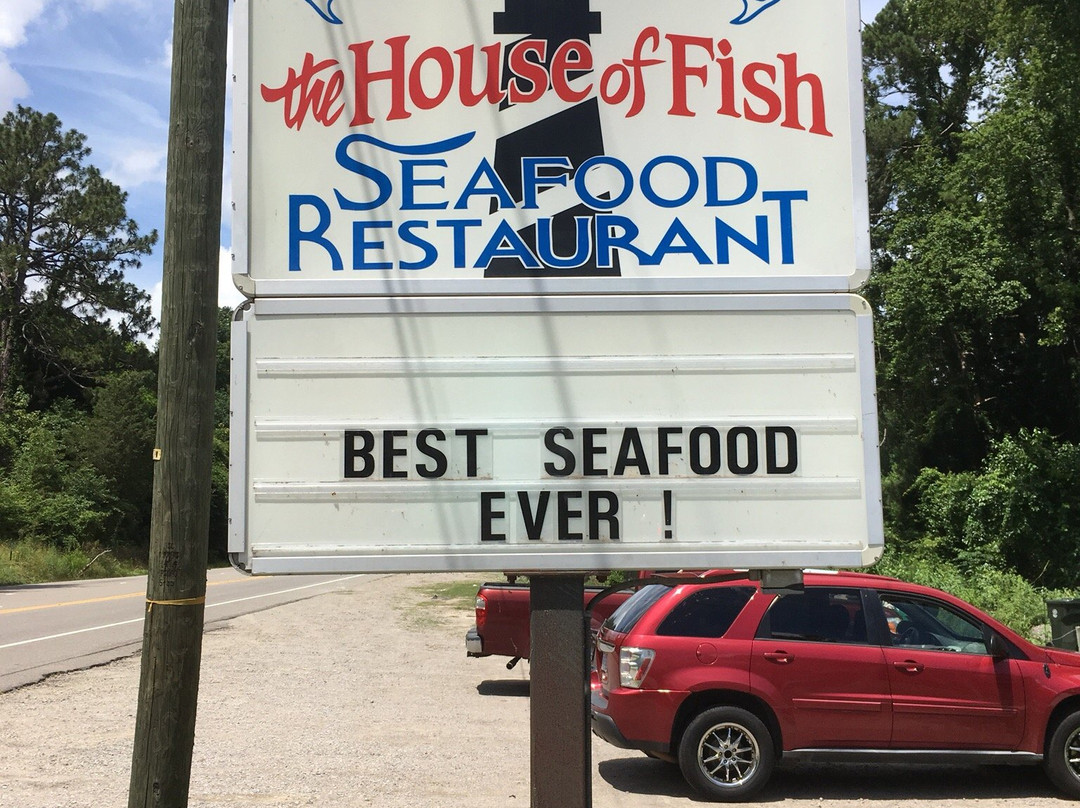 the House of Fish
SEAFOOD
RESTAURANT
BEST SEAFOOD
EVER !